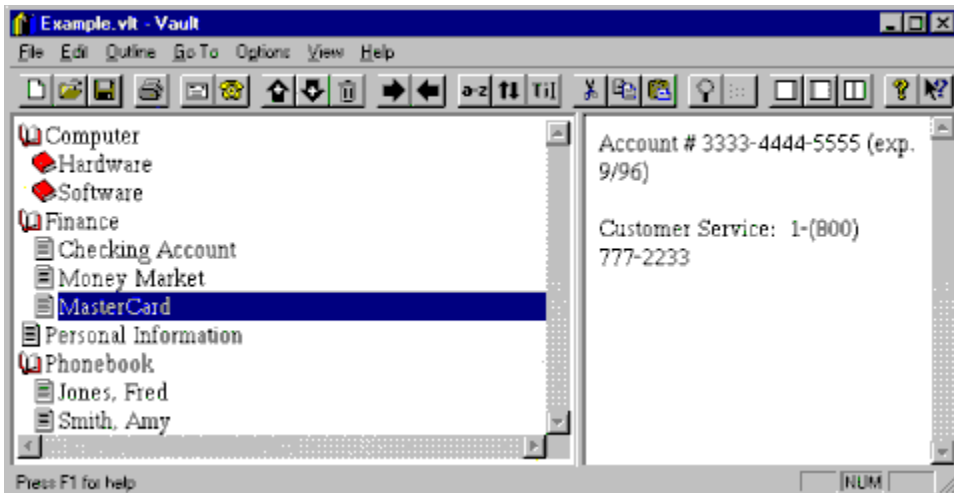 Example.vlt - Vault
File Edit Outline Go To Options View Help
a-z
Computer
Hardware
Software
Finance
Checking Account
Money Market
MasterCard
Personal Information
Phonebook
Jones, Fred
Smith, Amy
Account # 3333-4444-5555 (exp.
9/96)
Customer Service: 1-(800)
777-2233
Press F1 for help
NUM